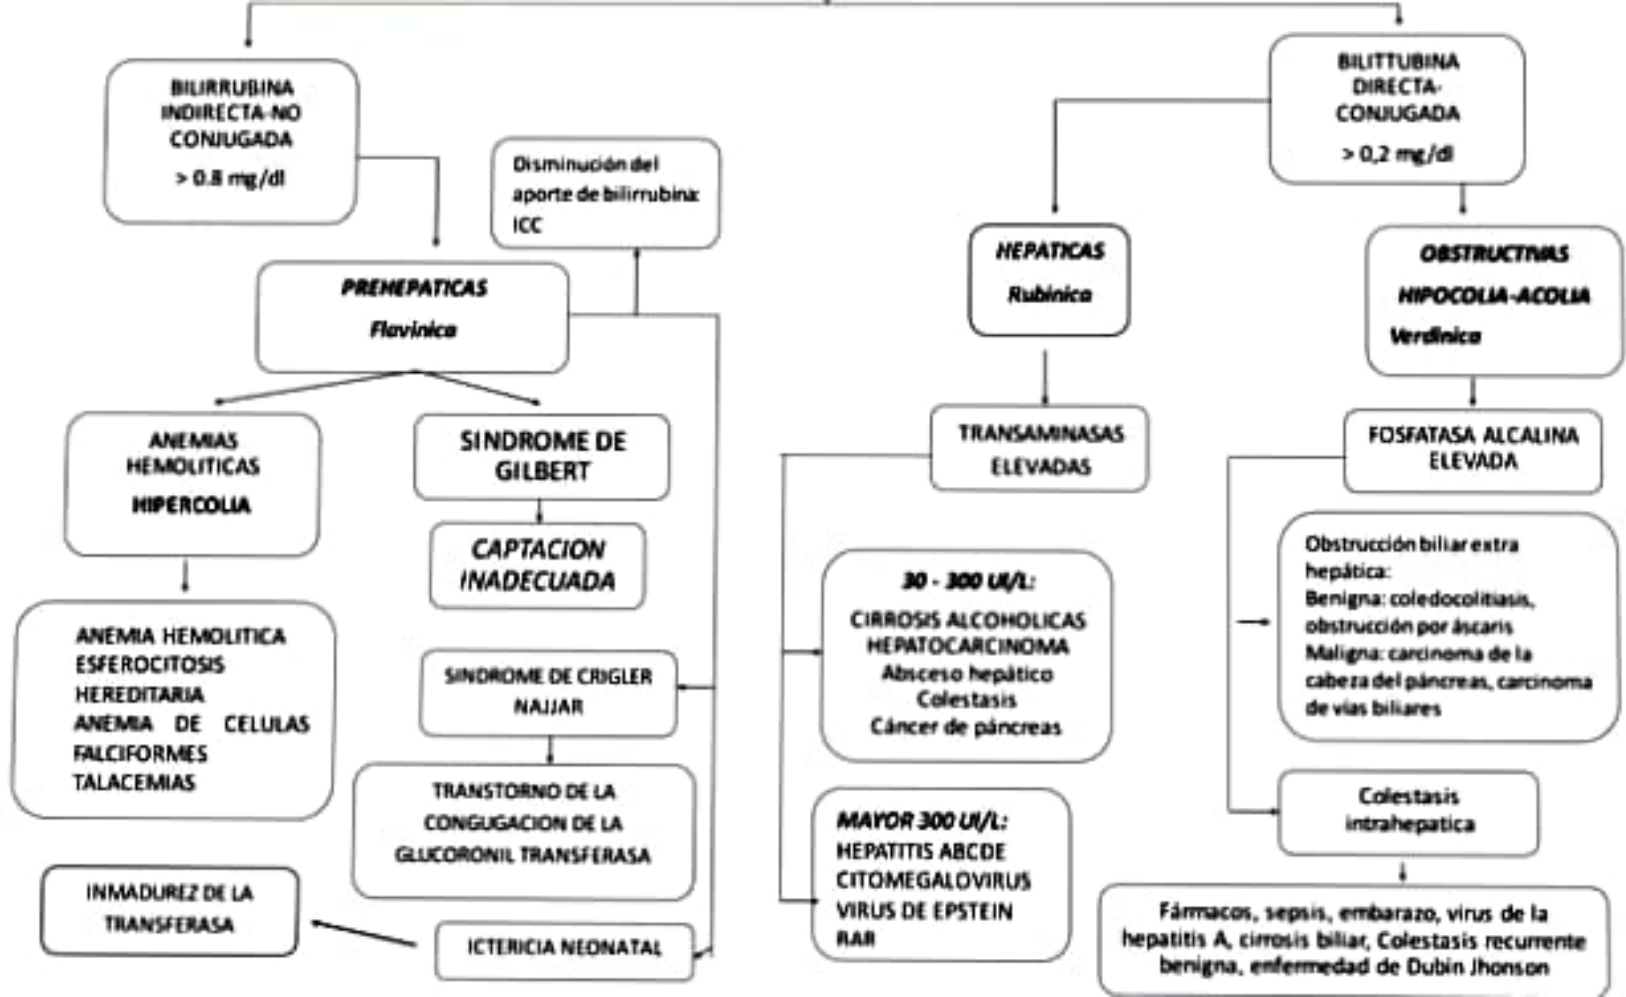 BILIRRUBINA
INDIRECTA-NO
CONJUGADA
> 0.8 mg/dl
Disminución del
aporte de bilirrubina:
ICC
PREHEPATICAS
Flavínica
ANEMIAS
HEMOLITICAS
HIPERCOLIA
SINDROME DE
GILBERT
CAPTACION
INADECUADA
ANEMIA HEMOLITICA
ESFEROCITOSIS
HEREDITARIA
ANEMIA DE CELULAS
FALCIFORMES
TALACEMIAS
SINDROME DE CRIGLER
NAJJAR
TRANSTORNO DE LA
CONGUGACION DE LA
GLUCORONIL TRANSFERASA
INMADUREZ DE LA
TRANSFERASA
ICTERICIA NEONATAL
BILITTUBINA
DIRECTA-
CONJUGADA
> 0,2 mg/dl
HEPATICAS
Rubínica
TRANSAMINASAS
ELEVADAS
30 - 300 UI/L:
CIRROSIS ALCOHOLICAS
HEPATOCARCINOMA
Absceso hepático
Colestasis
Cáncer de páncreas
MAYOR 300 UI/L:
HEPATITIS ABCDE
CITOMEGALOVIRUS
VIRUS DE EPSTEIN
RAR
OBSTRUCTIVAS
HIPOCOLIA-ACOLIA
Verdínica
FOSFATASA ALCALINA
ELEVADA
Obstrucción biliar extra
hepática:
Benigna: coledocolitiasis,
obstrucción por áscaris
Maligna: carcinoma de la
cabeza del páncreas, carcinoma
de vías biliares
Colestasis
intrahepatica
Fármacos, sepsis, embarazo, virus de la
hepatitis A, cirrosis biliar, Colestasis recurrente
benigna, enfermedad de Dubin Jhonson